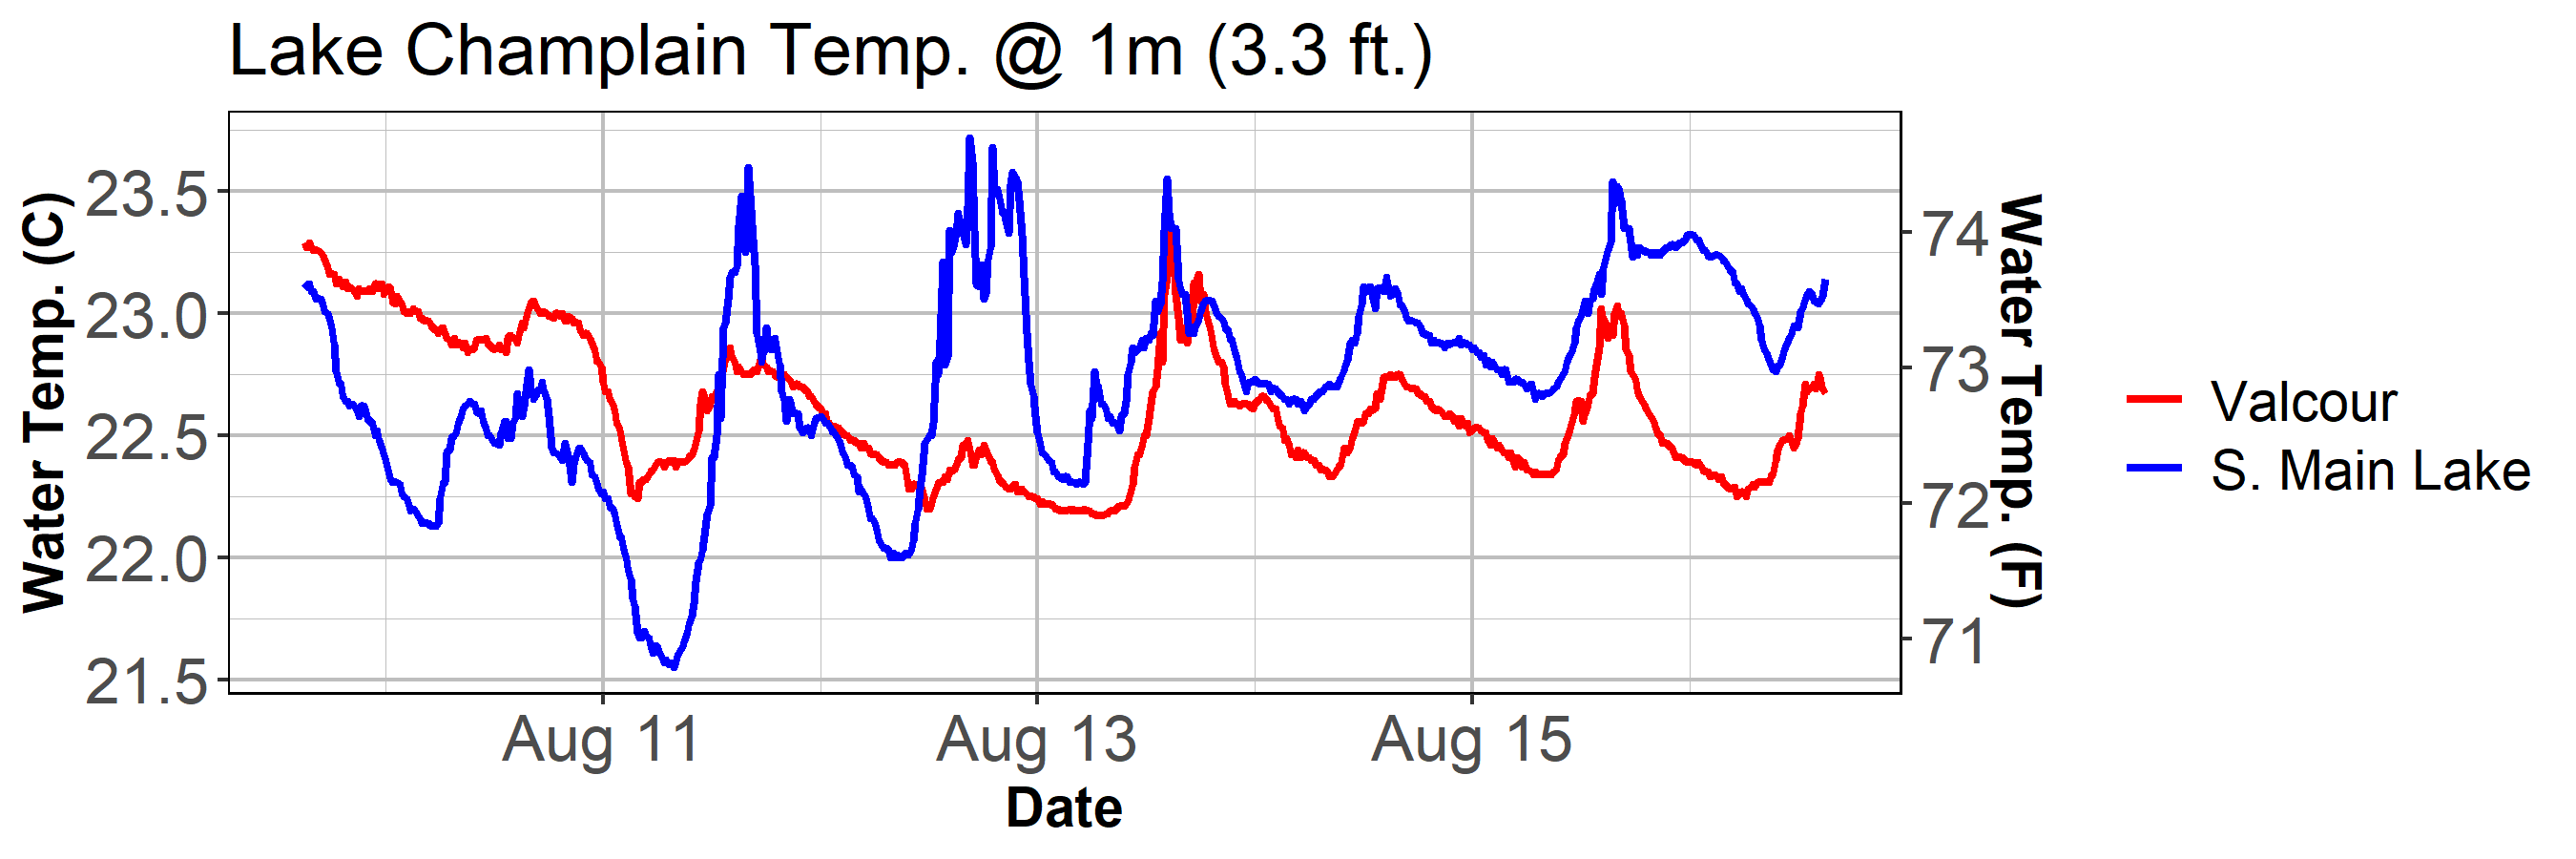 Lake Champlain Temp. @ 1m (3.3 ft.)
Water Temp. (C)
23.5
23.0
22.5
22.0
21.5
74
73
72
71
Water Temp. (F)
Aug 11
Aug 13
Aug 15
Date
Valcour
S. Main Lake